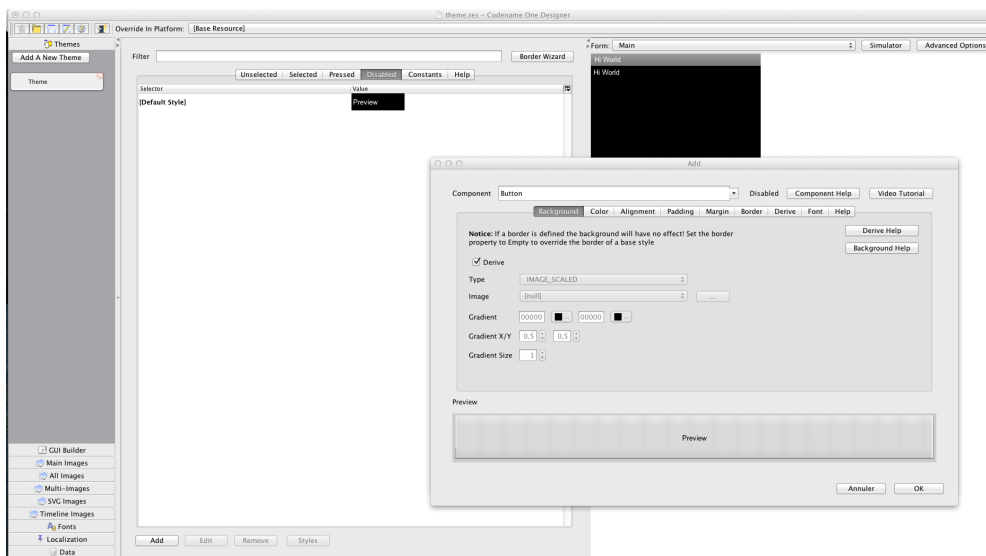 theme.res – Codename One Designer
Override In Platform: [Base Resource]
Themes
Add A New Theme
Theme
GUI Builder
Main Images
All Images
Multi-Images
SVG Images
Timeline Images
Fonts
Localization
Data
Filter
Border Wizard
Unselected Selected Pressed Disabled Constants Help
Selector Value
[Default Style] Preview
Add Edit Remove Styles
Form: Main Simulator Advanced Options
Hi World
Hi World
Add
Component Button Disabled Component Help Video Tutorial
Background Color Alignment Padding Margin Border Derive Font Help
Notice: If a border is defined the background will have no effect! Set the border
property to Empty to override the border of a base style
Derive Help
Background Help
Derive
Type IMAGE_SCALED
Image [null] ...
Gradient 00000 ... 00000 ...
Gradient X/Y 0,5 0,5
Gradient Size 1
Preview
Preview
Annuler OK